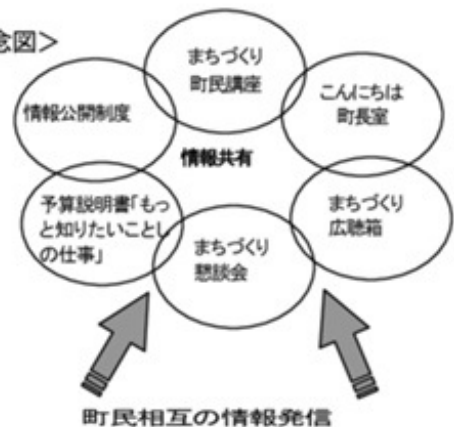 念図＞
まちづくり
町民講座
情報公開制度
こんにちは
町長室
情報共有
予算説明書「もっ
と知りたいことし
の仕事」
まちづくり
懇談会
まちづくり
広聴箱
町民相互の情報発信